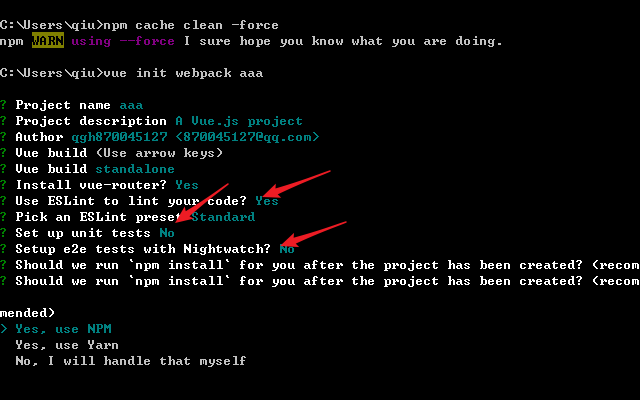 C:\Users\qiu>npm cache clean -force
npm WARN using --force I sure hope you know what you are doing.
C:\Users\qiu>vue init webpack aaa
? Project name aaa
? Project description A Vue.js project
? Author qgh870045127 <870045127@qq.com>
? Vue build (Use arrow keys)
? Vue build standalone
? Install vue-router? Yes
? Use ESLint to lint your code? Yes
? Pick an ESLint preset Standard
? Set up unit tests No
? Setup e2e tests with Nightwatch? No
? Should we run `npm install` for you after the project has been created? (recom
? Should we run `npm install` for you after the project has been created? (recom
mended)
> Yes, use NPM
Yes, use Yarn
No, I will handle that myself